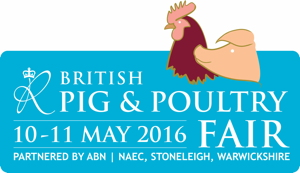 BRITISH
PIG & POULTRY
10-11 MAY 2016 FAIR
PARTNERED BY ABN | NAEC, STONELEIGH, WARWICKSHIRE